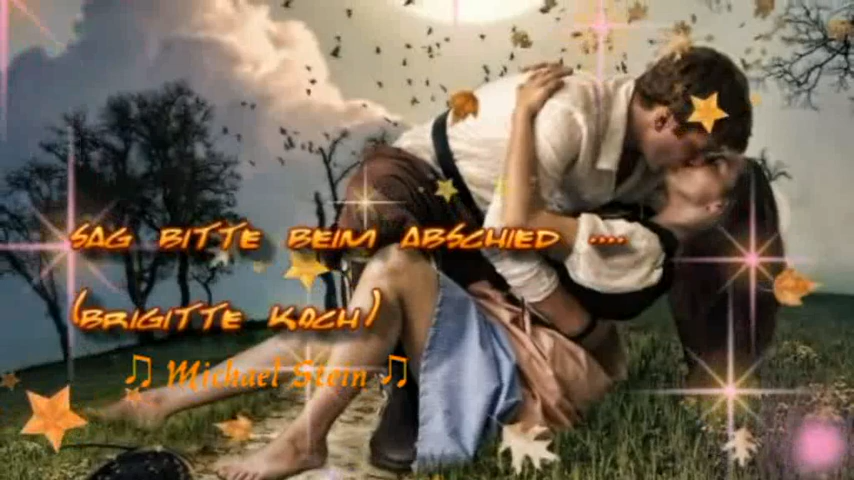 SAG BITTE BEIM ABSCHIED ....
(BRIGITTE KOCH)
♫ Michael Stein ♫